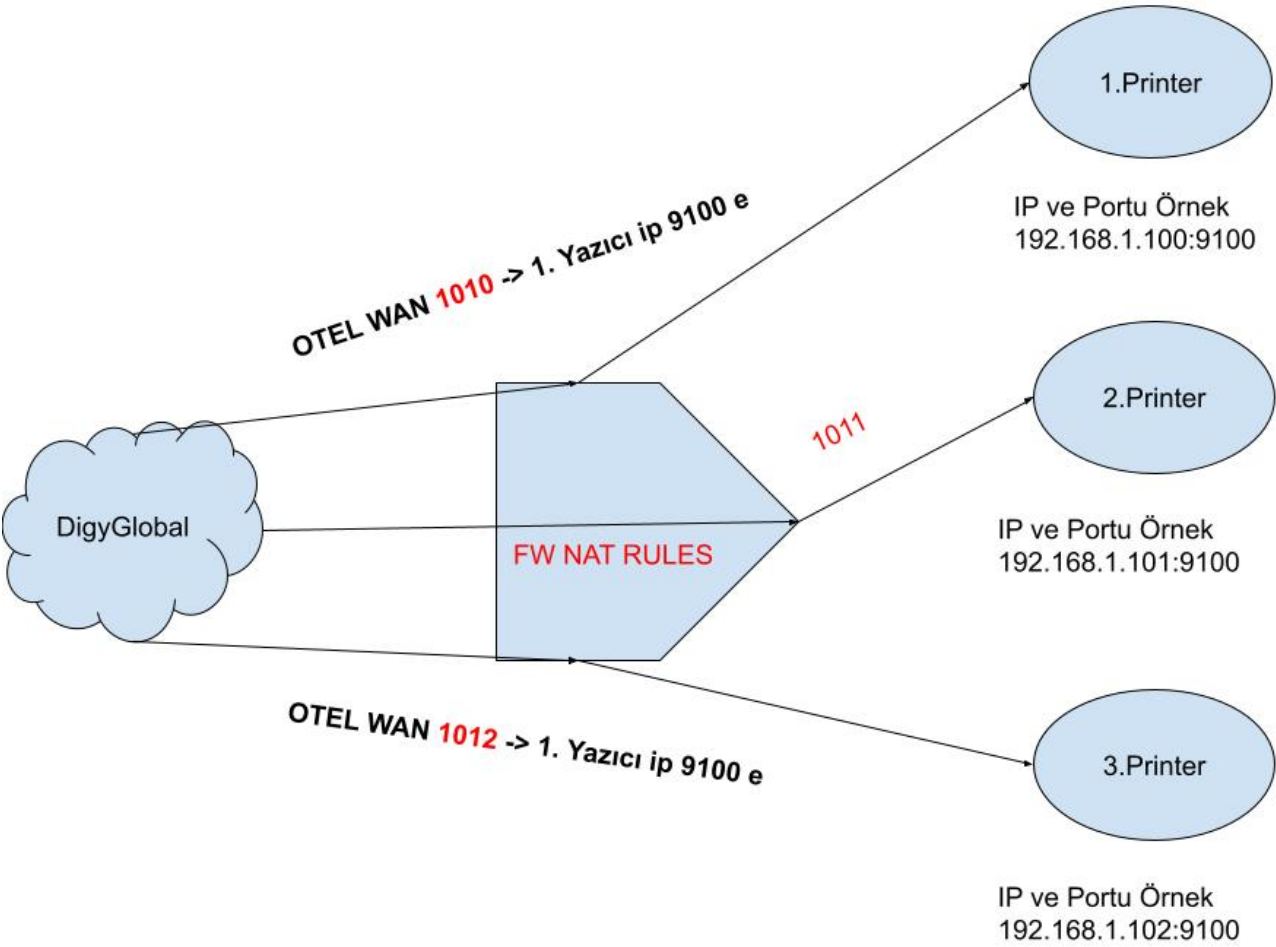 1.Printer
IP ve Portu Örnek
192.168.1.100:9100
OTEL WAN 1010 -> 1. Yazıcı ip 9100 e
2.Printer
1011
IP ve Portu Örnek
192.168.1.101:9100
DigyGlobal
FW NAT RULES
OTEL WAN 1012 -> 1. Yazıcı ip 9100 e
3.Printer
IP ve Portu Örnek
192.168.1.102:9100